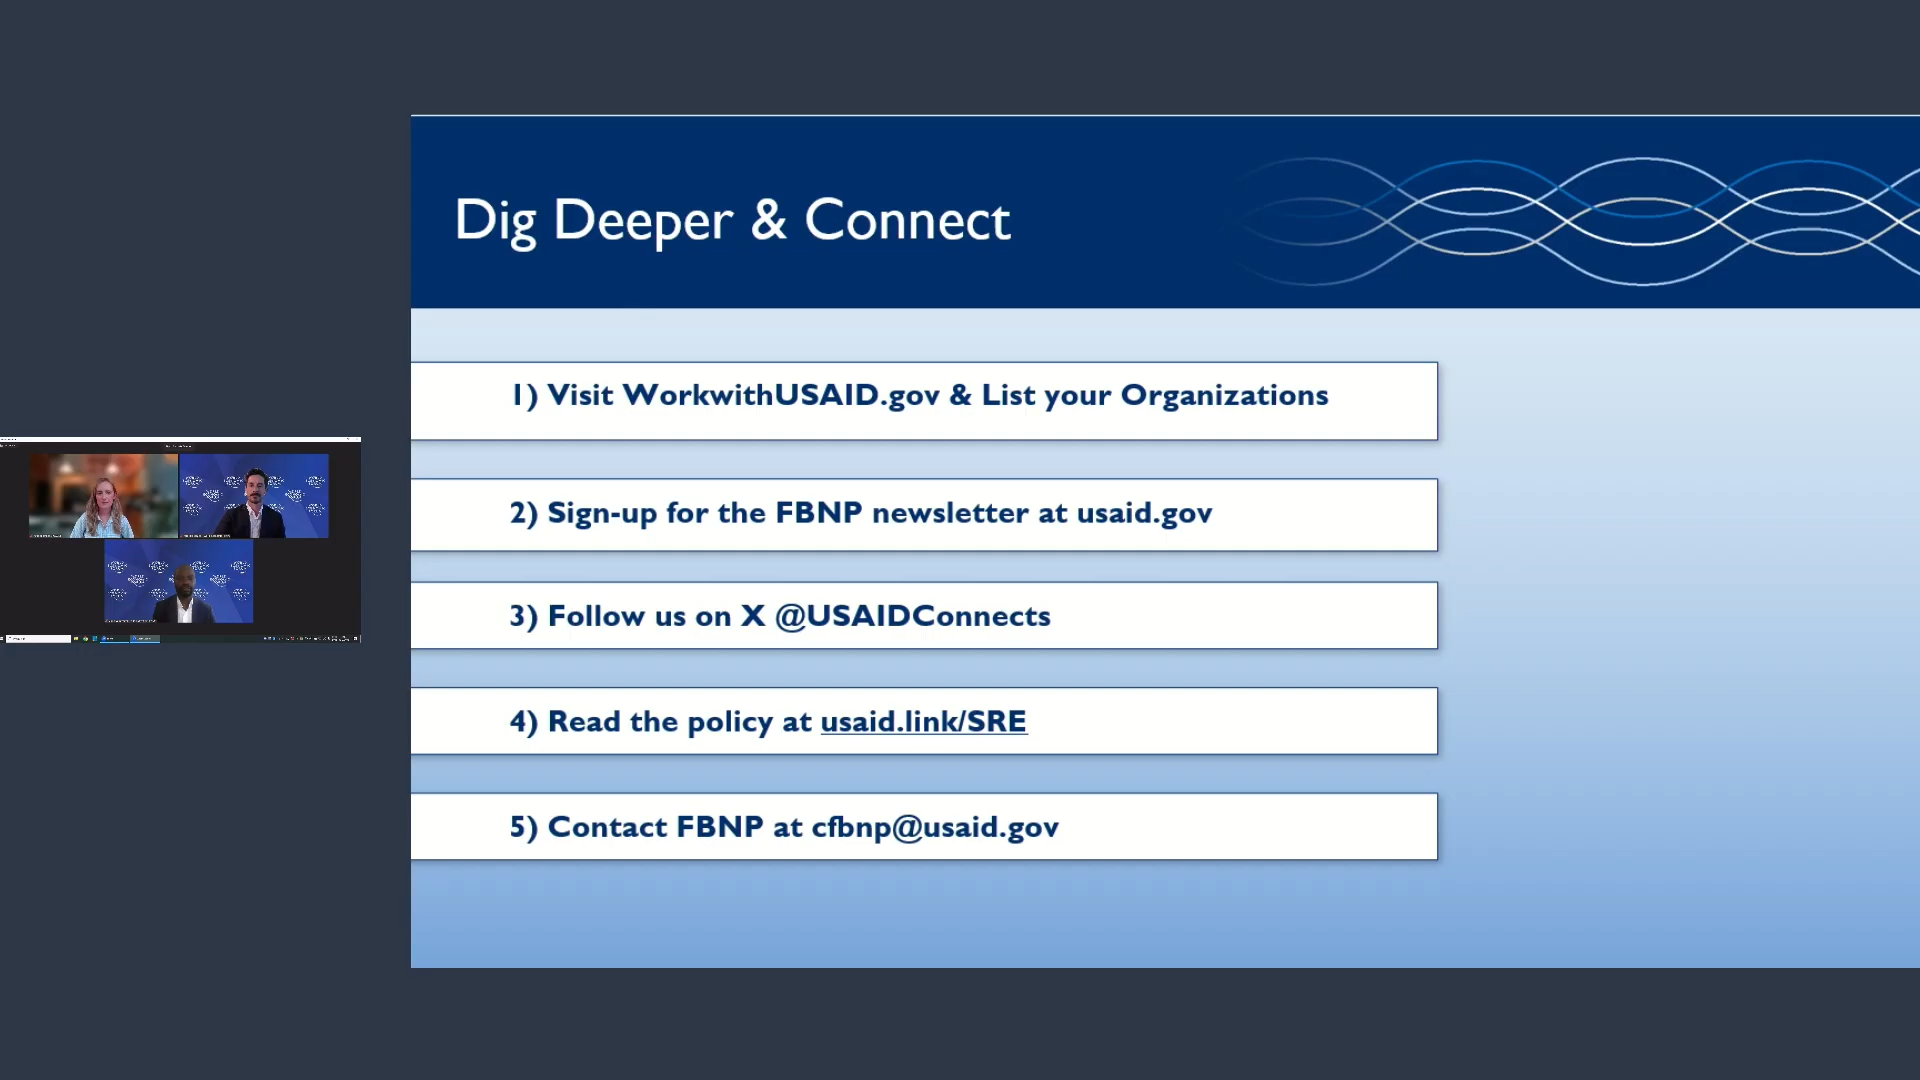 Dig Deeper & Connect
1) Visit WorkwithUSAID.gov & List your Organizations
2) Sign-up for the FBNP newsletter at usaid.gov
3) Follow us on X @USAIDConnects
4) Read the policy at usaid.link/SRE
5) Contact FBNP at cfbnp@usaid.gov